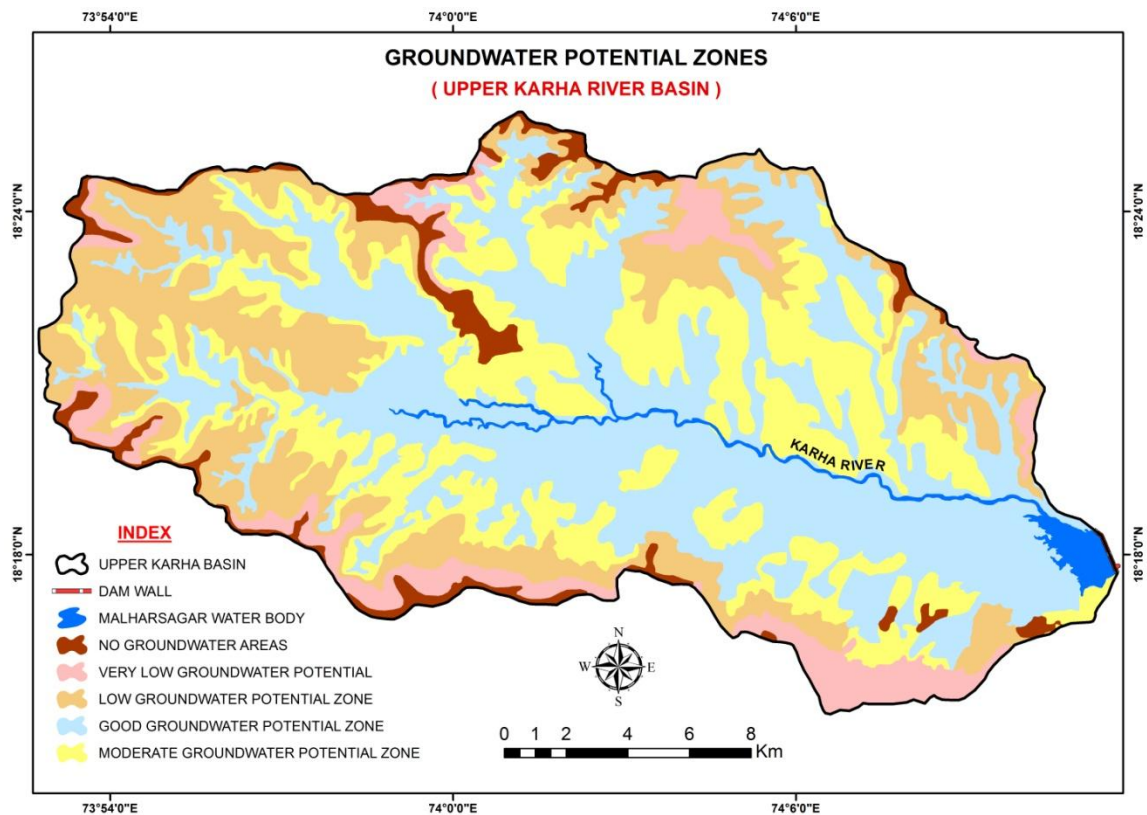 73°54'0"E 74°0'0"E 74°6'0"E
GROUNDWATER POTENTIAL ZONES
( UPPER KARHA RIVER BASIN )
18°24'0"N 18°24'0"N
KARHA RIVER
18°18'0"N 18°18'0"N
INDEX
UPPER KARHA BASIN
DAM WALL
MALHARSAGAR WATER BODY
NO GROUNDWATER AREAS
VERY LOW GROUNDWATER POTENTIAL
LOW GROUNDWATER POTENTIAL ZONE
GOOD GROUNDWATER POTENTIAL ZONE
MODERATE GROUNDWATER POTENTIAL ZONE
N
W E
S
0 1 2 4 6 8
Km
73°54'0"E 74°0'0"E 74°6'0"E